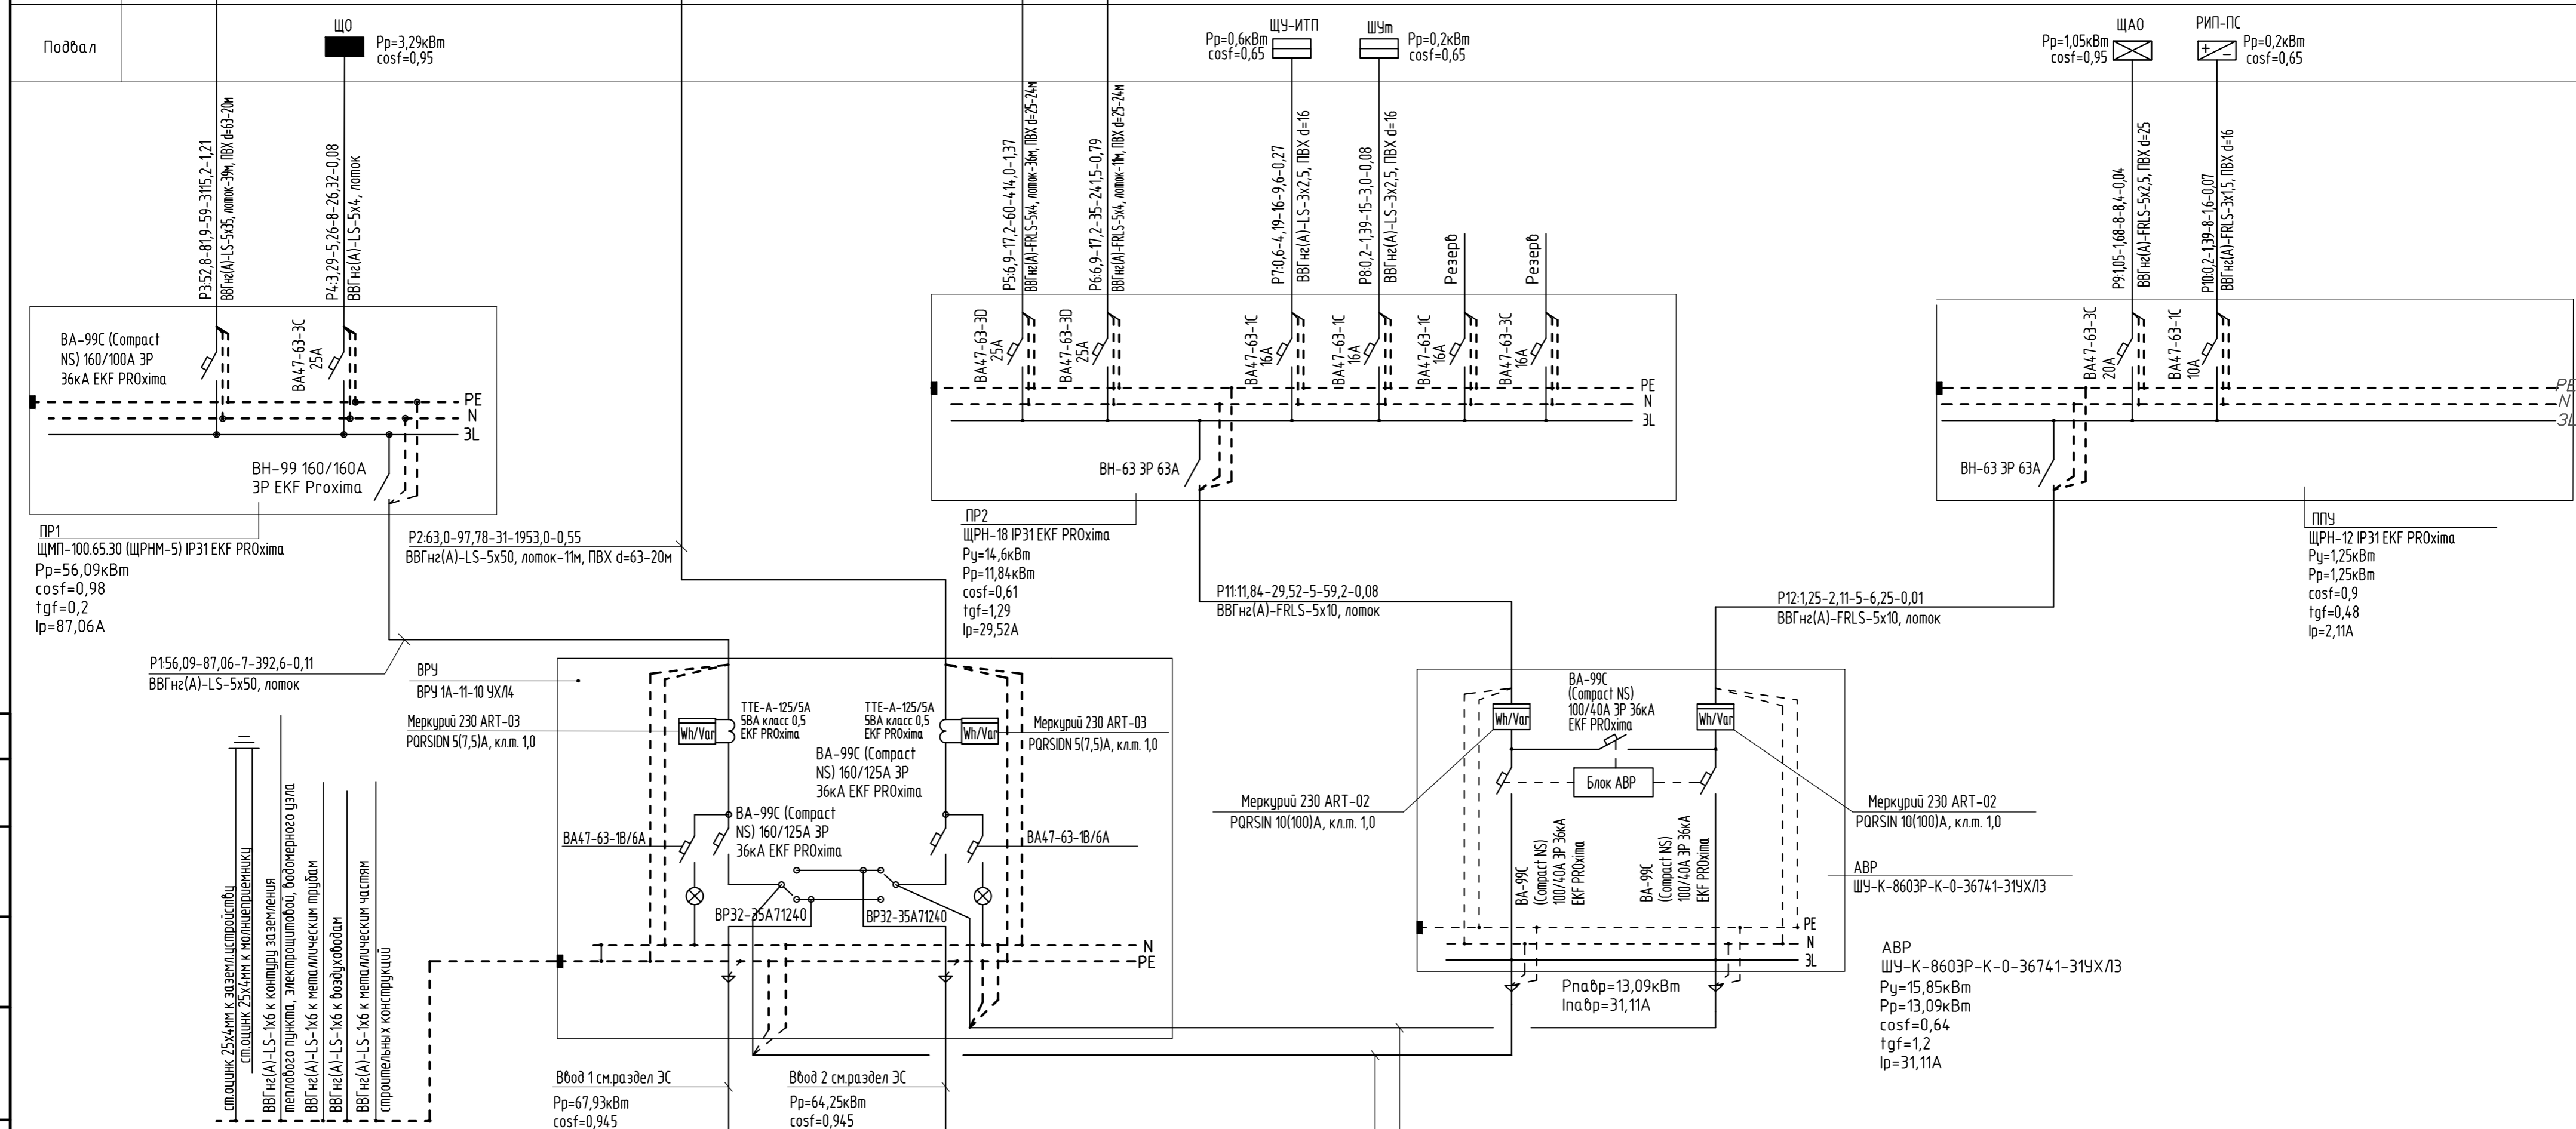 Подвал
ЩО
Рр=3,29кВт
cosf=0,95
ЩУ-ИТП
Рр=0,6кВт
cosf=0,65
ШУт
Рр=0,2кВт
cosf=0,65
ЩАО
Рр=1,05кВт
cosf=0,95
РИП-ПС
Рр=0,2кВт
cosf=0,65
Р3:52,8-81,9-59-3115,2-1,21
ВВГнг(А)-LS-5х35, лоток-39м, ПВХ d=63-20м
Р4:3,29-5,26-8-26,32-0,08
ВВГнг(А)-LS-5х4, лоток
Р5:6,9-17,2-60-414,0-1,37
ВВГнг(А)-FRLS-5х4, лоток-36м, ПВХ d=25-24м
Р6:6,9-17,2-35-241,5-0,79
ВВГнг(А)-FRLS-5х4, лоток-11м, ПВХ d=25-24м
Р7:0,6-4,19-16-9,6-0,27
ВВГнг(А)-LS-3х2,5, ПВХ d=16
Р8:0,2-1,39-15-3,0-0,08
ВВГнг(А)-LS-3х2,5, ПВХ d=16
Резерв
Резерв
Р9:1,05-1,68-8-8,4-0,04
ВВГнг(А)-FRLS-5х2,5, ПВХ d=25
Р10:0,2-1,39-8-1,6-0,07
ВВГнг(А)-FRLS-3х1,5, ПВХ d=16
ВА-99С (Compact
NS) 160/100А 3Р
36кА EKF PROxima
ВА47-63-3С
25А
PE
N
3L
ВН-99 160/160А
3Р EKF Proxima
ВА47-63-3D
25А
ВА47-63-3D
25А
ВА47-63-1С
16А
ВА47-63-1С
16А
ВА47-63-1С
16А
ВА47-63-3С
16А
PE
N
3L
ВН-63 3Р 63А
ВА47-63-3С
20А
ВА47-63-1С
10А
PE
N
3L
ВН-63 3Р 63А
ПР1
ЩМП-100.65.30 (ЩРНМ-5) IP31 EKF PROxima
Рр=56,09кВт
cosf=0,98
tgf=0,2
Iр=87,06А
Р2:63,0-97,78-31-1953,0-0,55
ВВГнг(А)-LS-5х50, лоток-11м, ПВХ d=63-20м
ПР2
ЩРН-18 IP31 EKF PROxima
Ру=14,6кВт
Рр=11,84кВт
cosf=0,61
tgf=1,29
Iр=29,52А
Р11:11,84-29,52-5-59,2-0,08
ВВГнг(А)-FRLS-5х10, лоток
Р12:1,25-2,11-5-6,25-0,01
ВВГнг(А)-FRLS-5х10, лоток
ППУ
ЩРН-12 IP31 EKF PROxima
Ру=1,25кВт
Рр=1,25кВт
cosf=0,9
tgf=0,48
Iр=2,11А
Р1:56,09-87,06-7-392,6-0,11
ВВГнг(А)-LS-5х50, лоток
ВРУ
ВРУ 1А-11-10 УХЛ4
Меркурий 230 ART-03
PQRSIDN 5(7,5)А, кл.т. 1,0
Wh/Var
ТТЕ-А-125/5А
5ВА класс 0,5
EKF PROxima
ТТЕ-А-125/5А
5ВА класс 0,5
EKF PROxima
Wh/Var
Меркурий 230 ART-03
PQRSIDN 5(7,5)А, кл.т. 1,0
ВА-99С (Compact
NS) 160/125А 3Р
36кА EKF PROxima
ВА-99С (Compact
NS) 160/125А 3Р
36кА EKF PROxima
ВА47-63-1В/6А
ВА47-63-1В/6А
ВР32-35А71240
ВР32-35А71240
N
PE
Wh/Var
ВА-99С
(Compact NS)
100/40А 3Р 36кА
EKF PROxima
Wh/Var
Блок АВР
Меркурий 230 ART-02
PQRSIN 10(100)А, кл.т. 1,0
Меркурий 230 ART-02
PQRSIN 10(100)А, кл.т. 1,0
ВА-99С
(Compact NS)
100/40А 3Р 36кА
EKF PROxima
ВА-99С
(Compact NS)
100/40А 3Р 36кА
EKF PROxima
АВР
ШУ-К-8603Р-К-0-36741-31УХЛ3
PE
N
3L
Рпавр=13,09кВт
Iпавр=31,11А
АВР
ШУ-К-8603Р-К-0-36741-31УХЛ3
Ру=15,85кВт
Рр=13,09кВт
cosf=0,64
tgf=1,2
Iр=31,11А
ст.оцинк 25х4мм к заземл.устройству
ст.оцинк 25х4мм к молниеприемнику
ВВГнг(А)-LS-1х6 к контуру заземления
теплового пункта, электрощитовой, водомерного узла
ВВГнг(А)-LS-1х6 к металлическим трубам
ВВГнг(А)-LS-1х6 к воздуховодам
ВВГнг(А)-LS-1х6 к металлическим частям
строительных конструкций
Ввод 1 см.раздел ЭС
Рр=67,93кВт
cosf=0,945
Ввод 2 см.раздел ЭС
Рр=64,25кВт
cosf=0,945